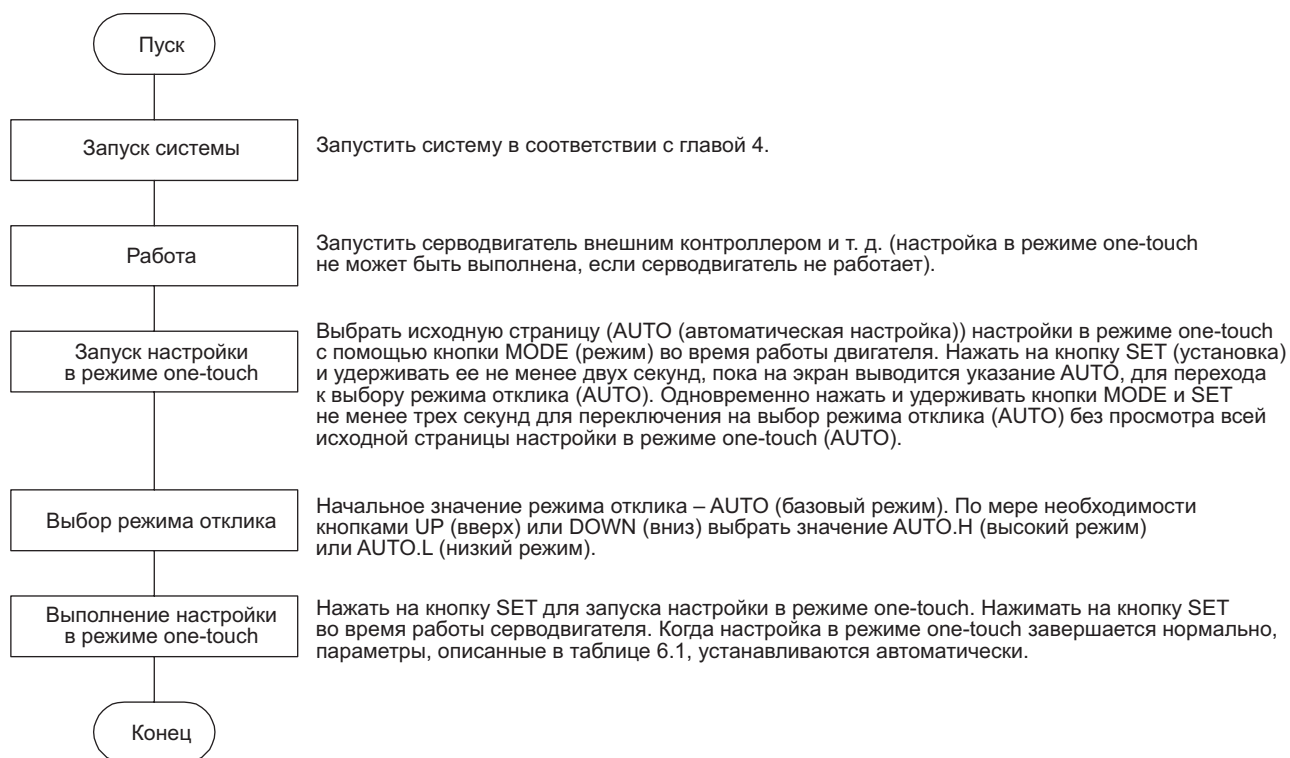 Пуск
Запуск системы
Запустить систему в соответствии с главой 4.
Работа
Запустить серводвигатель внешним контроллером и т. д. (настройка в режиме one-touch
не может быть выполнена, если серводвигатель не работает).
Запуск настройки
в режиме one-touch
Выбрать исходную страницу (AUTO (автоматическая настройка)) настройки в режиме one-touch
с помощью кнопки MODE (режим) во время работы двигателя. Нажать на кнопку SET (установка)
и удерживать ее не менее двух секунд, пока на экран выводится указание AUTO, для перехода
к выбору режима отклика (AUTO). Одновременно нажать и удерживать кнопки MODE и SET
не менее трех секунд для переключения на выбор режима отклика (AUTO) без просмотра всей
исходной страницы настройки в режиме one-touch (AUTO).
Выбор режима отклика
Начальное значение режима отклика – AUTO (базовый режим). По мере необходимости
кнопками UP (вверх) или DOWN (вниз) выбрать значение AUTO.H (высокий режим)
или AUTO.L (низкий режим).
Выполнение настройки
в режиме one-touch
Нажать на кнопку SET для запуска настройки в режиме one-touch. Нажимать на кнопку SET
во время работы серводвигателя. Когда настройка в режиме one-touch завершается нормально,
параметры, описанные в таблице 6.1, устанавливаются автоматически.
Конец